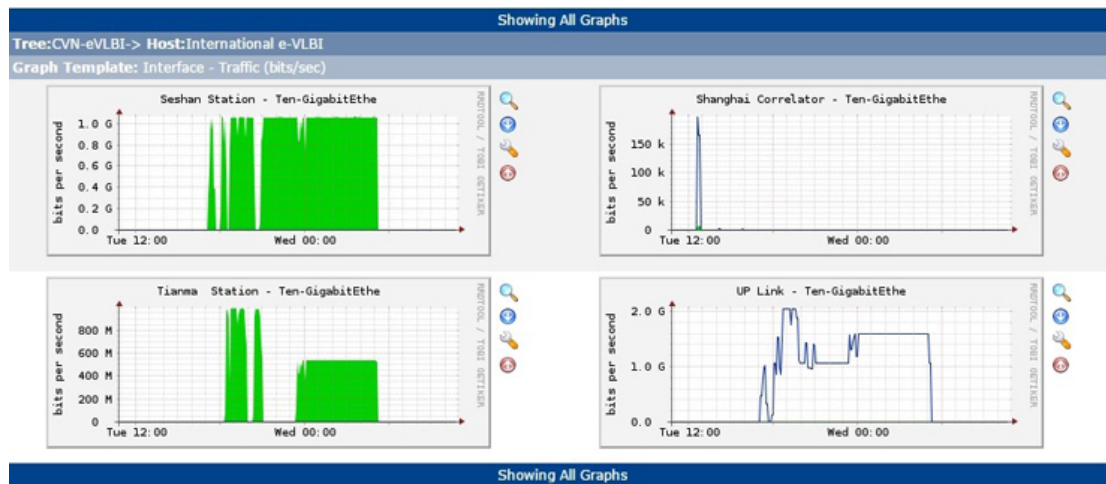 Showing All Graphs
Tree:CVN-eVLBI-> Host:International e-VLBI
Graph Template: Interface - Traffic (bits/sec)
Seshan Station - Ten-GigabitEthe
bits per second
1.0 G
0.8 G
0.6 G
0.4 G
0.2 G
0.0
Tue 12:00
Wed 00:00
RRDTOOL / TOBI OETIKER
Shanghai Correlator - Ten-GigabitEthe
bits per second
150 k
100 k
50 k
0
Tue 12:00
Wed 00:00
RRDTOOL / TOBI OETIKER
Tianma Station - Ten-GigabitEthe
bits per second
800 M
600 M
400 M
200 M
0
Tue 12:00
Wed 00:00
RRDTOOL / TOBI OETIKER
UP Link - Ten-GigabitEthe
bits per second
2.0 G
1.0 G
0.0
Tue 12:00
Wed 00:00
RRDTOOL / TOBI OETIKER
Showing All Graphs